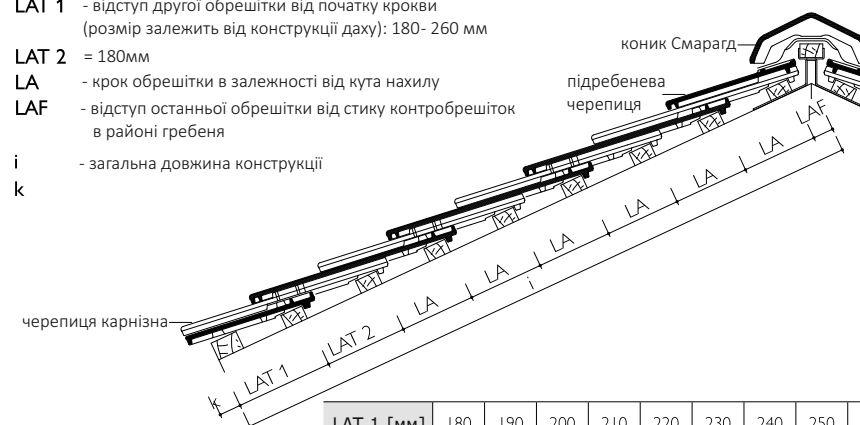 LAT 1 - відступ другої обрешітки від початку крокви
(розмір залежить від конструкції даху): 180- 260 мм
LAT 2 = 180мм
LA - крок обрешітки в залежності від кута нахилу
LAF - відступ останньої обрешітки від стику контробрешіток
в районі гребеня
i - загальна довжина конструкції
k
коник Смарагд
підребенева
черепиця
черепиця карнізна
k
LAT 1
LAT 2
LA
LA
LA
LA
LA
LA
LAF
i
LAT 1 [мм] 180 190 200 210 220 230 240 250